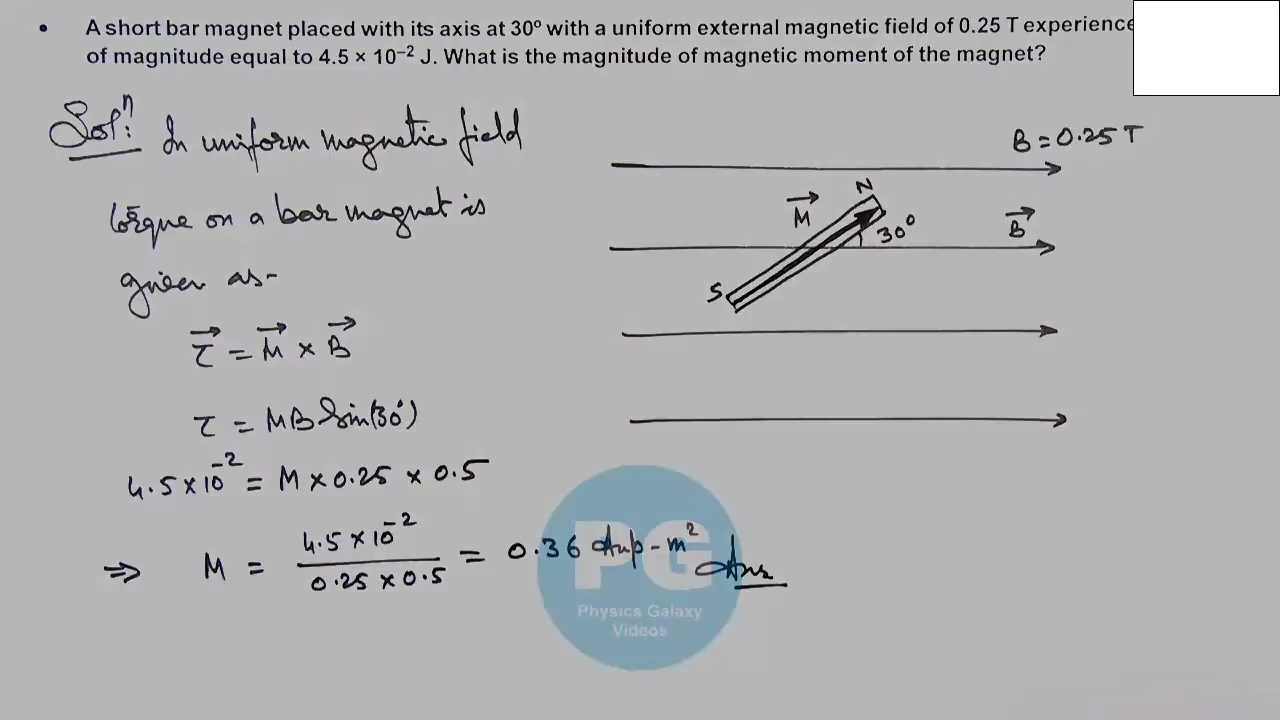 • A short bar magnet placed with its axis at 30º with a uniform external magnetic field of 0.25 T experience
of magnitude equal to 4.5 × 10⁻² J. What is the magnitude of magnetic moment of the magnet?
Solⁿ: In uniform magnetic field
torque on a bar magnet is
given as-
τ⃗ = M⃗ × B⃗
τ = MB Sin(30°)
4.5 × 10⁻² = M × 0.25 × 0.5
⇒ M = 4.5 × 10⁻² / 0.25 × 0.5 = 0.36 Amp-m² Ans
B = 0.25 T
N
M⃗
30°
B⃗
S
PG
Physics Galaxy
Videos